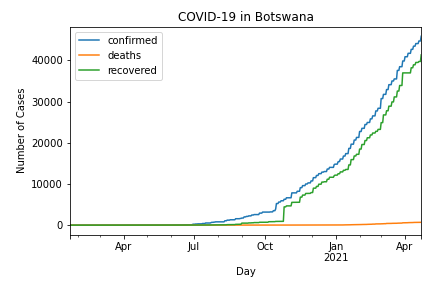 COVID-19 in Botswana
confirmed
deaths
recovered
Number of Cases
40000
30000
20000
10000
0
Apr Jul Oct Jan Apr
2021
Day